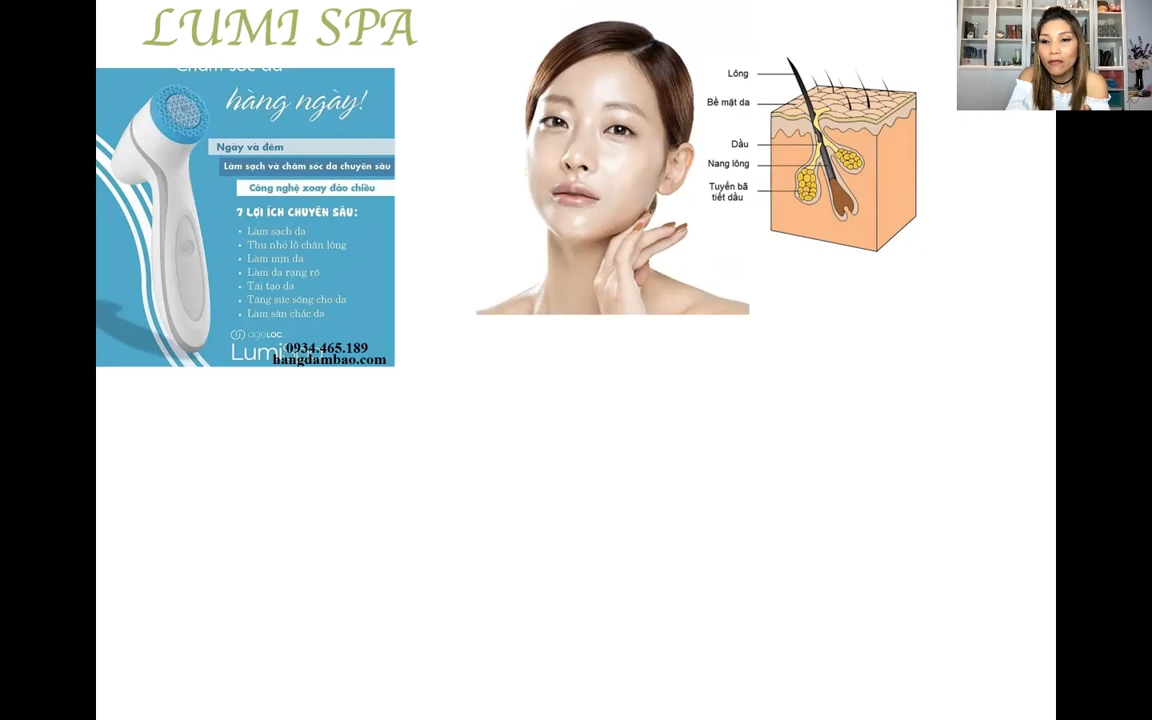 LUMI SPA
Chăm sóc da
hàng ngày!
Ngày và đêm
Làm sạch và chăm sóc da chuyên sâu
Công nghệ xoay đảo chiều
7 LỢI ÍCH CHUYÊN SÂU:
• Làm sạch da
• Thu nhỏ lỗ chân lông
• Làm mịn da
• Làm da rạng rỡ
• Tái tạo da
• Tăng sức sống cho da
• Làm săn chắc da
ageLOC
Lumi
0934.465.189
hangdambao.com
Lông
Bề mặt da
Dầu
Nang lông
Tuyến bã
tiết dầu